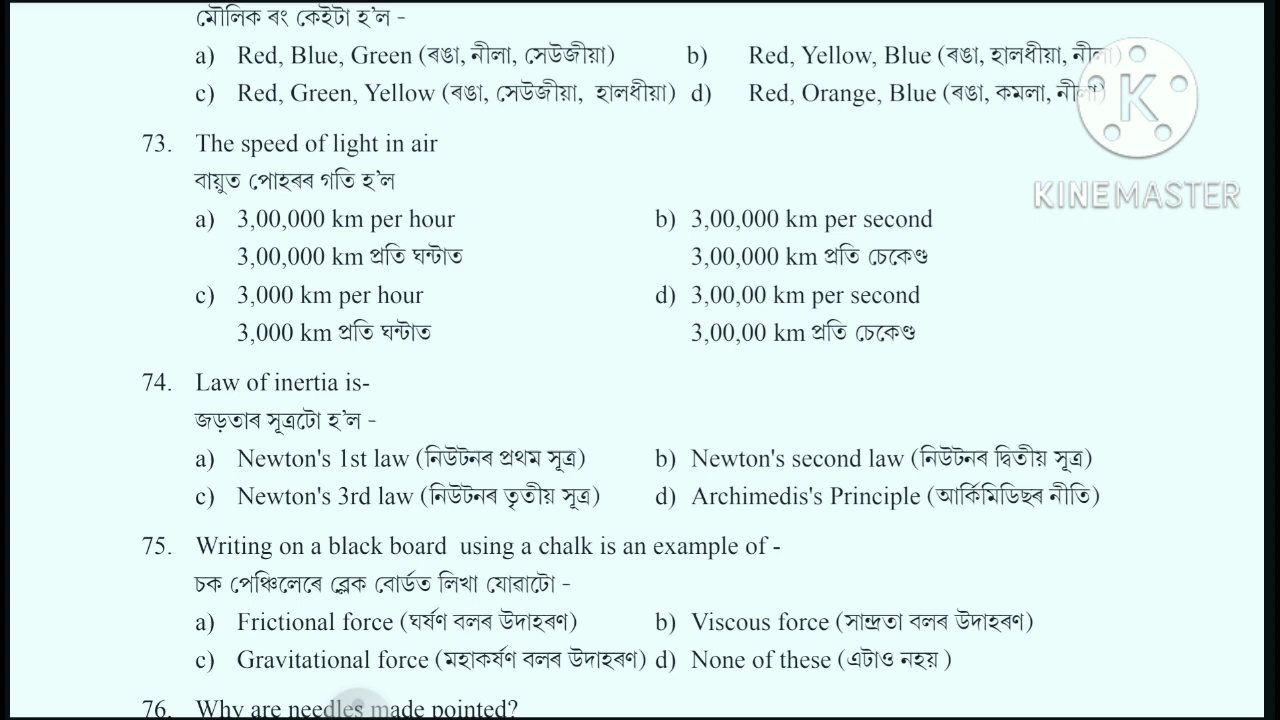 মৌলিক ৰং কেইটা হ'ল -
a) Red, Blue, Green (ৰঙা, নীলা, সেউজীয়া) b) Red, Yellow, Blue (ৰঙা, হালধীয়া, নীলা)
c) Red, Green, Yellow (ৰঙা, সেউজীয়া, হালধীয়া) d) Red, Orange, Blue (ৰঙা, কমলা, নীলা)
K
KINEMASTER
73. The speed of light in air
বায়ুত পোহৰৰ গতি হ'ল
a) 3,00,000 km per hour b) 3,00,000 km per second
3,00,000 km প্ৰতি ঘন্টাত 3,00,000 km প্ৰতি চেকেণ্ড
c) 3,000 km per hour d) 3,00,00 km per second
3,000 km প্ৰতি ঘন্টাত 3,00,00 km প্ৰতি চেকেণ্ড
74. Law of inertia is-
জড়তাৰ সূত্ৰটো হ'ল -
a) Newton's 1st law (নিউটনৰ প্ৰথম সূত্ৰ) b) Newton's second law (নিউটনৰ দ্বিতীয় সূত্ৰ)
c) Newton's 3rd law (নিউটনৰ তৃতীয় সূত্ৰ) d) Archimedis's Principle (আৰ্কিমিডিছৰ নীতি)
75. Writing on a black board using a chalk is an example of -
চক পেঞ্চিলেৰে ব্লেক বোৰ্ডত লিখা যোৱাটো -
a) Frictional force (ঘৰ্ষণ বলৰ উদাহৰণ) b) Viscous force (সান্দ্ৰতা বলৰ উদাহৰণ)
c) Gravitational force (মহাকৰ্ষণ বলৰ উদাহৰণ) d) None of these (এটাও নহয় )
76. Why are needles made pointed?